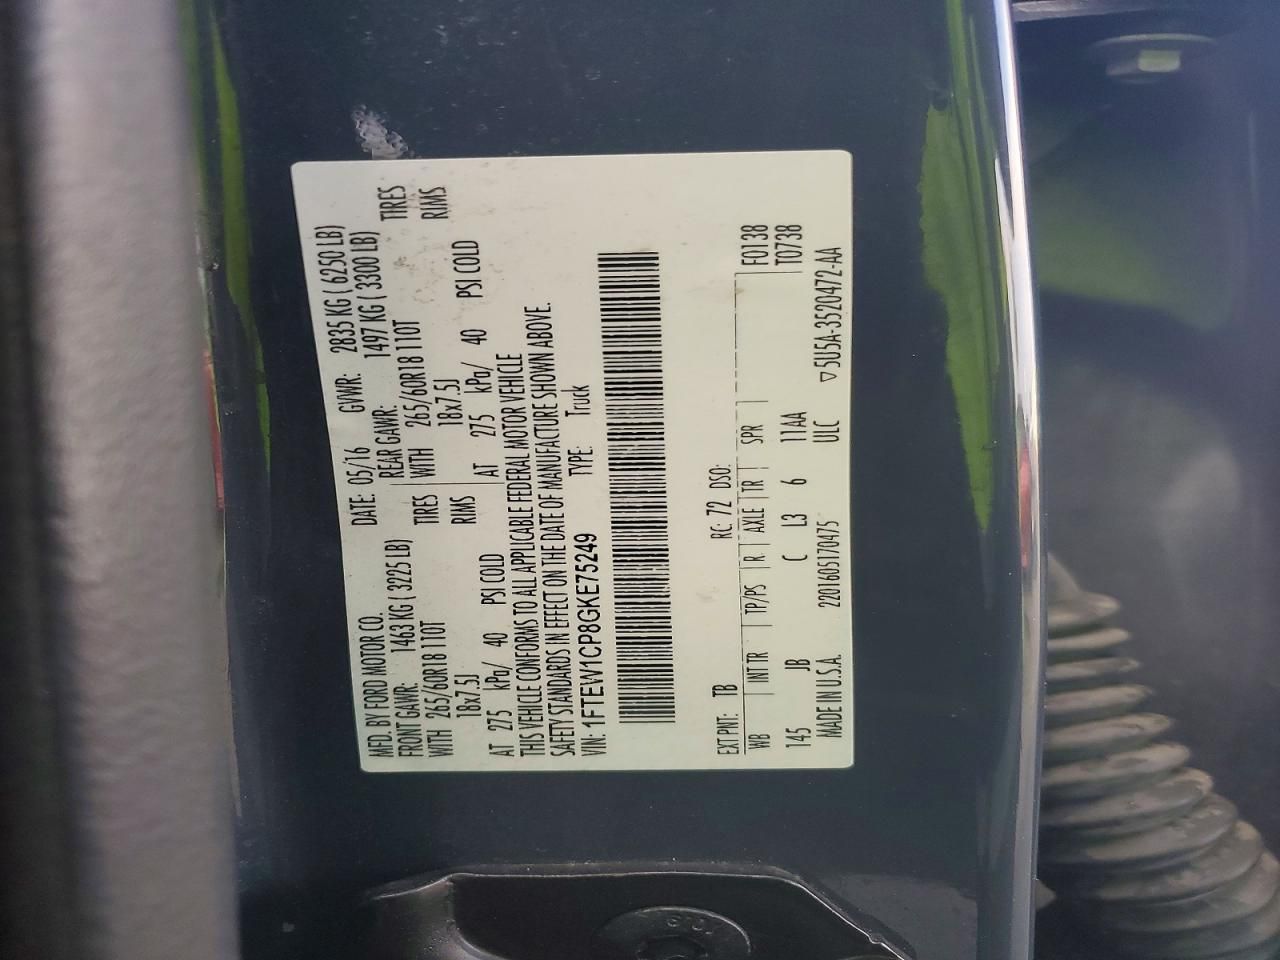 MFD. BY FORD MOTOR CO.
DATE: 05/16 GVWR: 2835 KG ( 6250 LB)
FRONT GAWR: 1463 KG ( 3225 LB) REAR GAWR: 1497 KG ( 3300 LB)
WITH 265/60R18 110T TIRES WITH 265/60R18 110T TIRES
18x7.5J RIMS 18x7.5J RIMS
AT 275 kPa/ 40 PSI COLD AT 275 kPa/ 40 PSI COLD
THIS VEHICLE CONFORMS TO ALL APPLICABLE FEDERAL MOTOR VEHICLE
SAFETY STANDARDS IN EFFECT ON THE DATE OF MANUFACTURE SHOWN ABOVE.
VIN: 1FTEW1CP8GKE75249 TYPE: Truck
F0138
T0738
EXT PNT: TB RC: 72 DSO:
WB INT TR TP/PS R AXLE TR SPR
145 JB C L3 6 11AA
MADE IN U.S.A. 220160517047​5 ULC ▽5U5A-3520472-AA